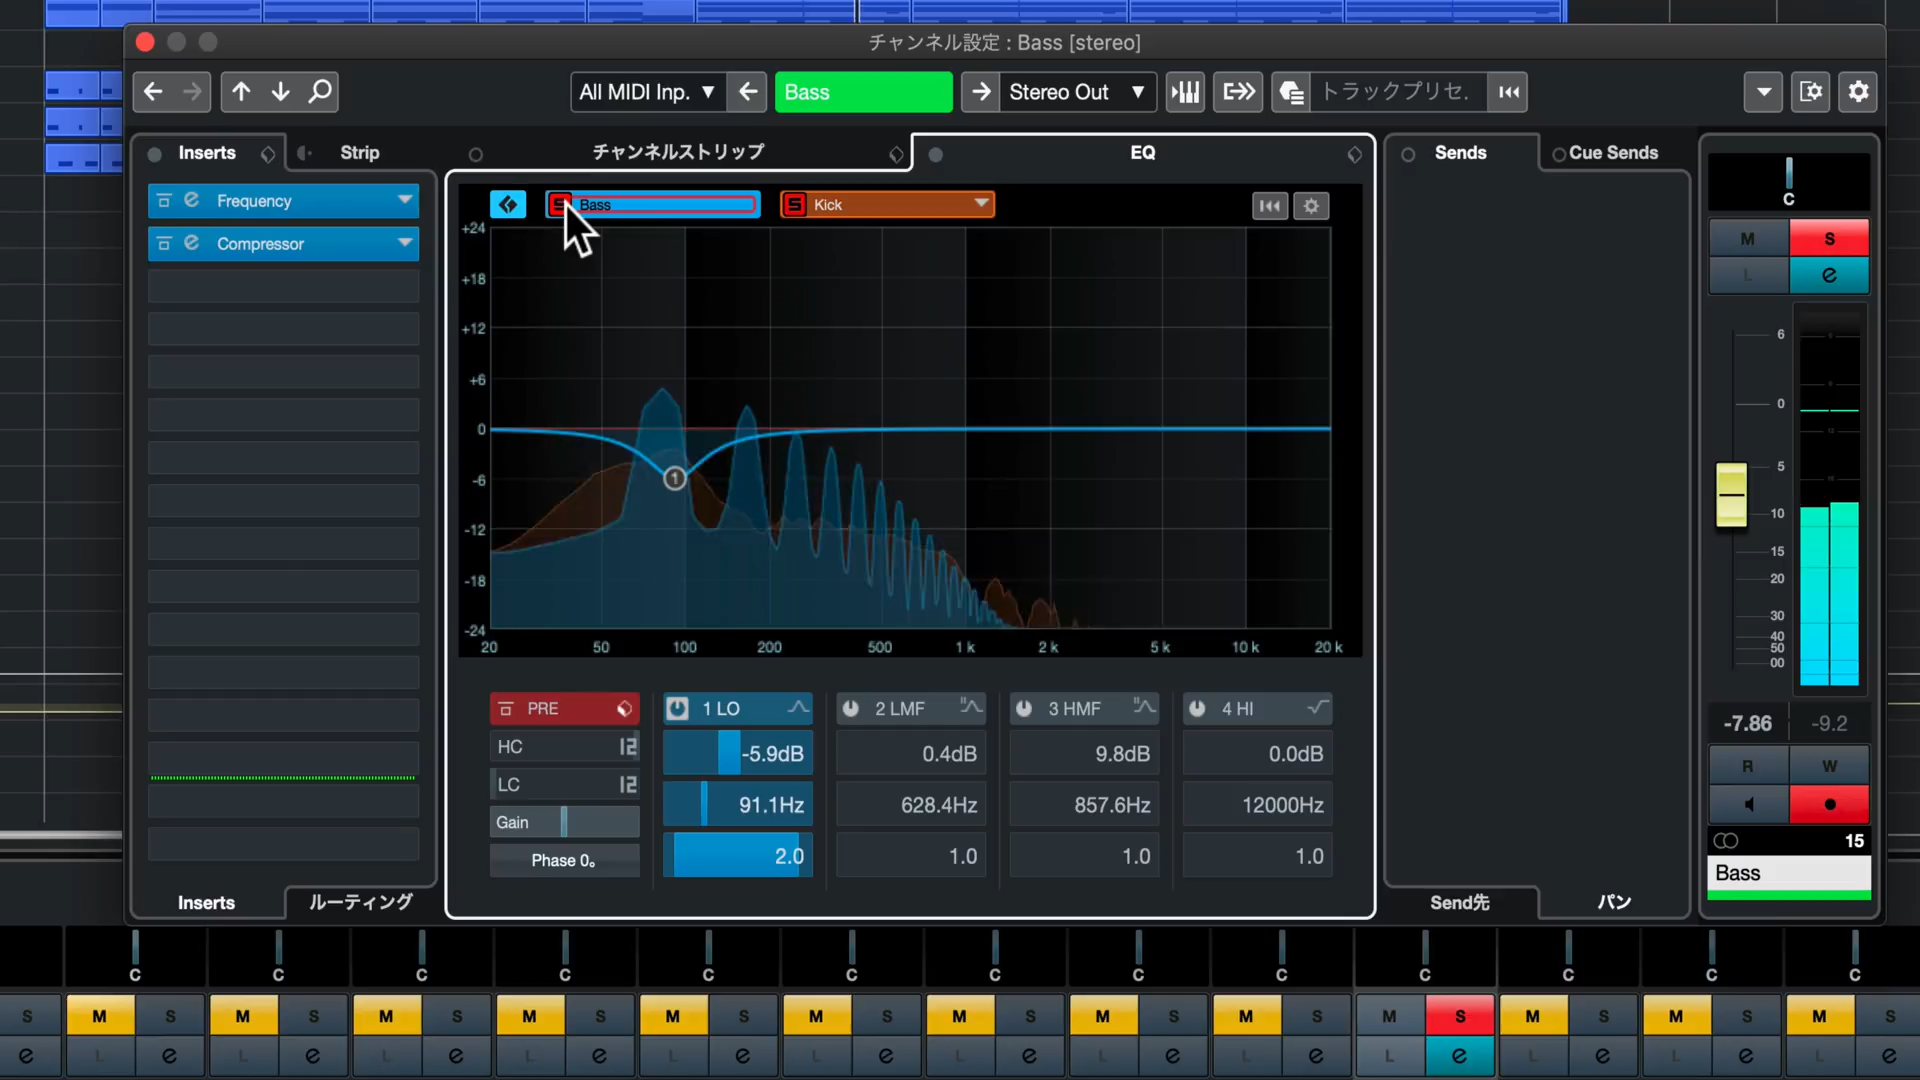 チャンネル設定 : Bass [stereo]
All MIDI Inp. ▼
Bass
Stereo Out ▼
トラックプリセ.
Inserts
Strip
チャンネルストリップ
EQ
Sends
Cue Sends
Frequency
Compressor
S Bass
S Kick
+24
+18
+12
+6
0
-6
-12
-18
-24
1
20 50 100 200 500 1 k 2 k 5 k 10 k 20 k
PRE
HC 12
LC 12
Gain
Phase 0。
1 LO
-5.9dB
91.1Hz
2.0
2 LMF
0.4dB
628.4Hz
1.0
3 HMF
9.8dB
857.6Hz
1.0
4 HI
0.0dB
12000Hz
1.0
Inserts
ルーティング
Send先
パン
C
M S
L e
6
0
5
10
15
20
30
40
50
00
-7.86 -9.2
R W
15
Bass
C C C C C C C C C C C C C
S M S M S M S M S M S M S M S M S M S M S M S M S M S
e L e L e L e L e L e L e L e L e L e L e L e L e L e